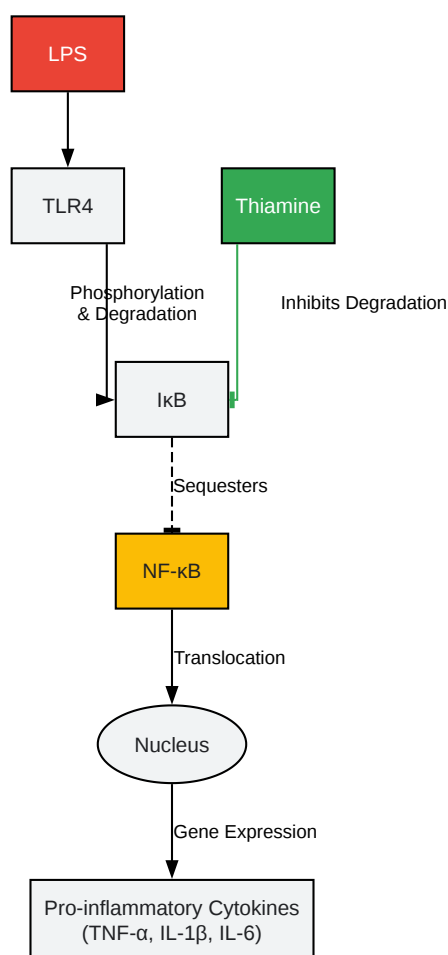 LPS
TLR4
Thiamine
Phosphorylation
& Degradation
Inhibits Degradation
IκB
Sequesters
NF-κB
Translocation
Nucleus
Gene Expression
Pro-inflammatory Cytokines
(TNF-α, IL-1β, IL-6)